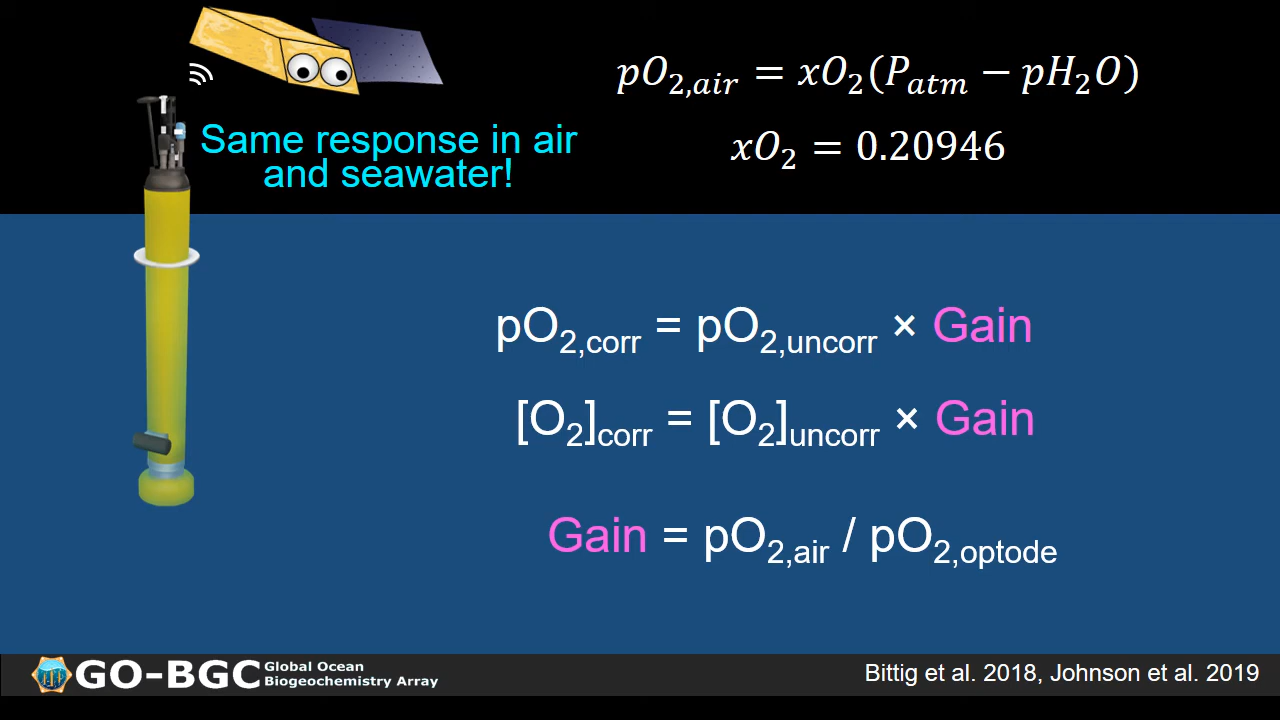 pO₂,air = xO₂(Patm − pH₂O)
xO₂ = 0.20946
Same response in air
and seawater!
pO₂,corr = pO₂,uncorr × Gain
[O₂]corr = [O₂]uncorr × Gain
Gain = pO₂,air / pO₂,optode
GO-BGC Global Ocean
Biogeochemistry Array
Bittig et al. 2018, Johnson et al. 2019